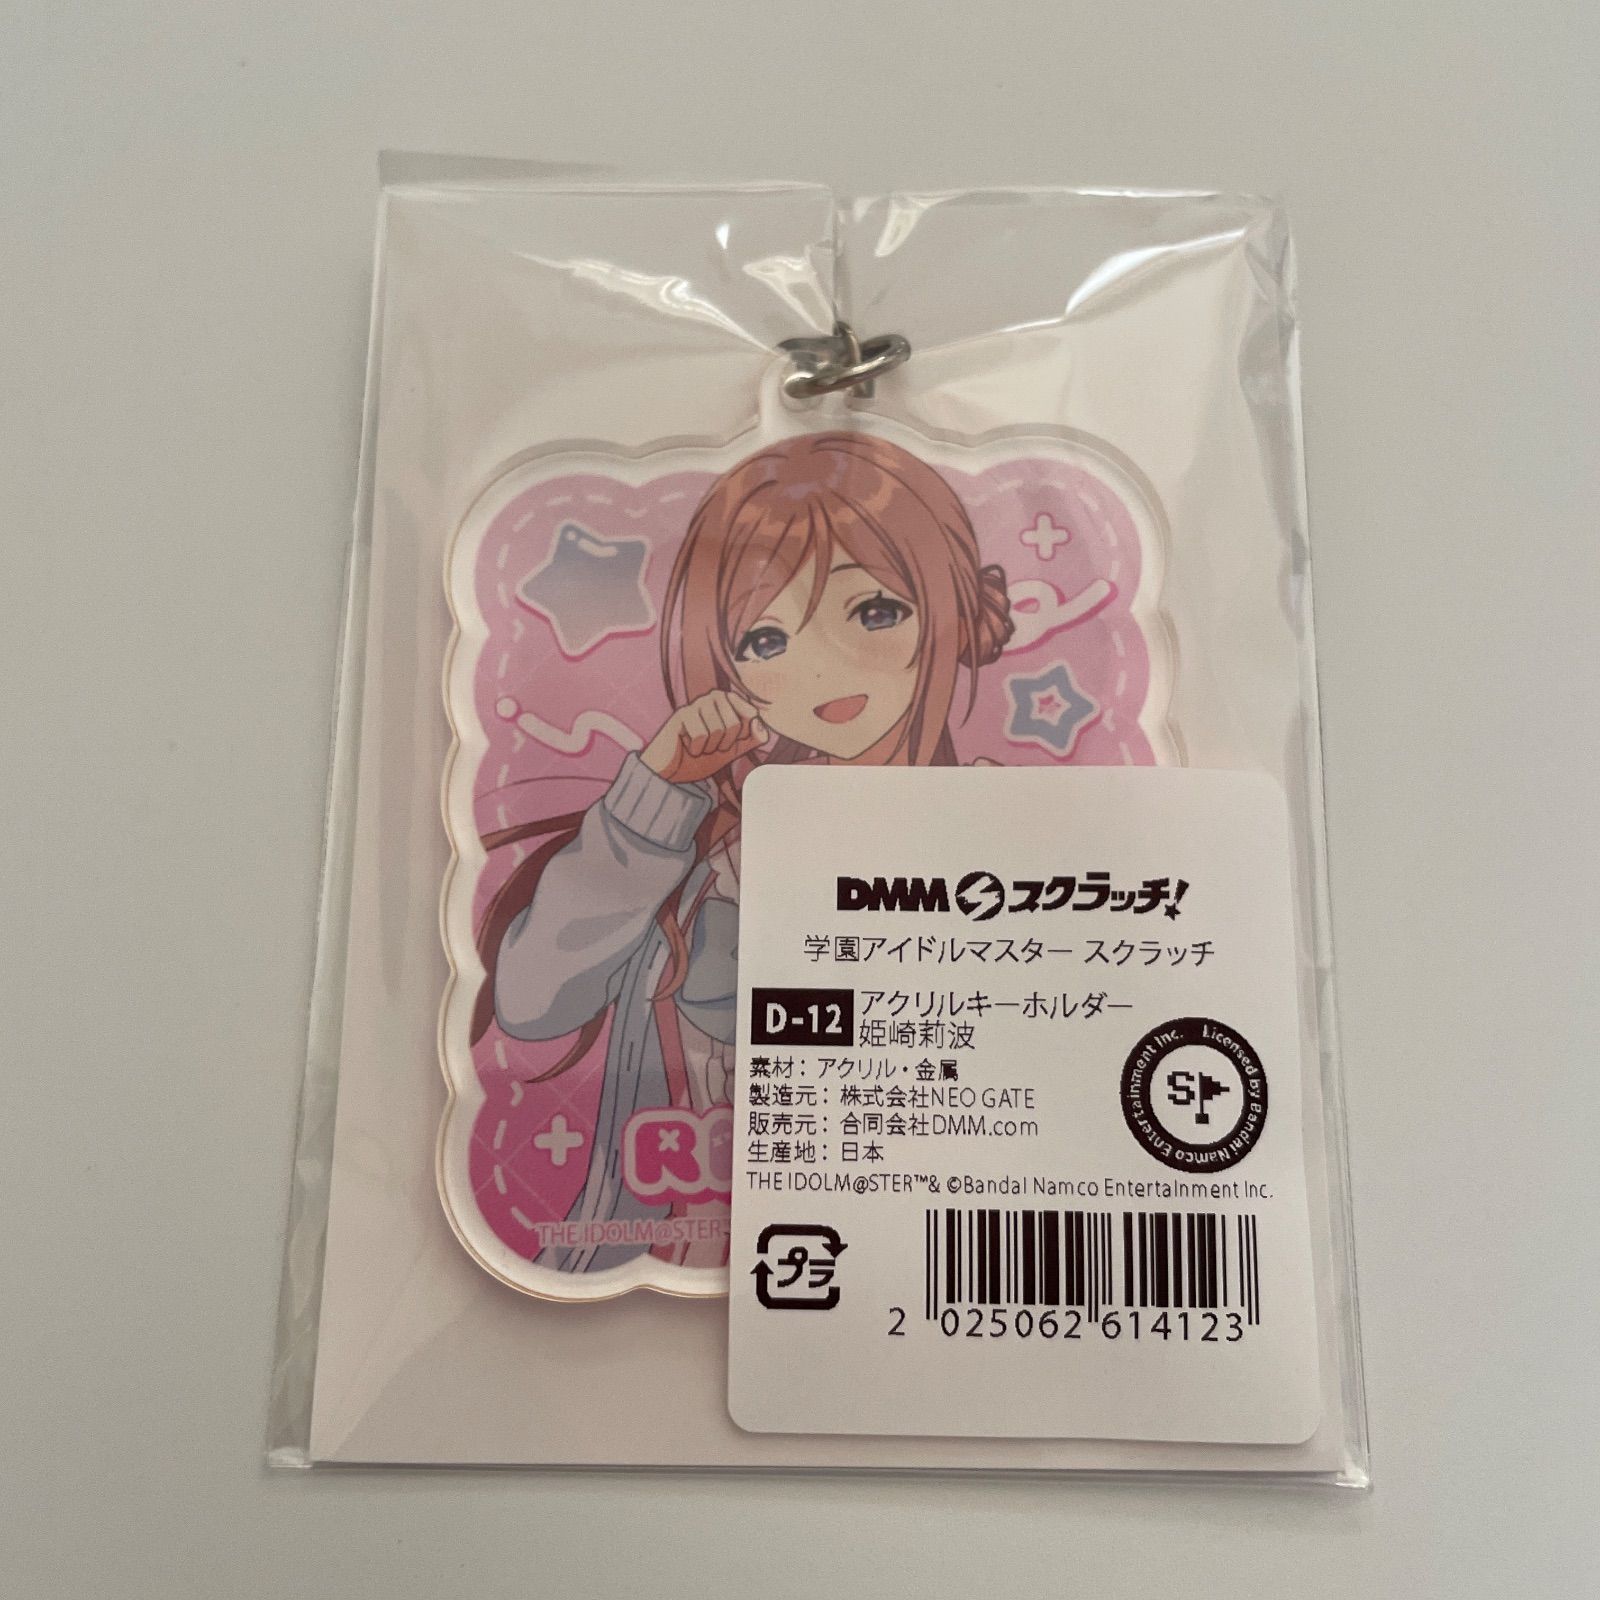 DMM スクラッチ!
学園アイドルマスター スクラッチ
D-12 アクリルキーホルダー
姫崎莉波
素材：アクリル・金属
製造元：株式会社NEO GATE
販売元：合同会社DMM.com
生産地：日本
Licensed by Bandai Namco Entertainment Inc.
SP
THE IDOLM@STER™& ©Bandai Namco Entertainment Inc.
プラ
2 025062 614123
R
THE IDOLM@STER